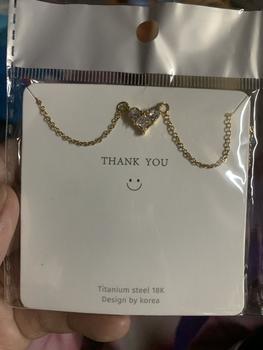 THANK YOU
Titanium steel 18K
Design by korea